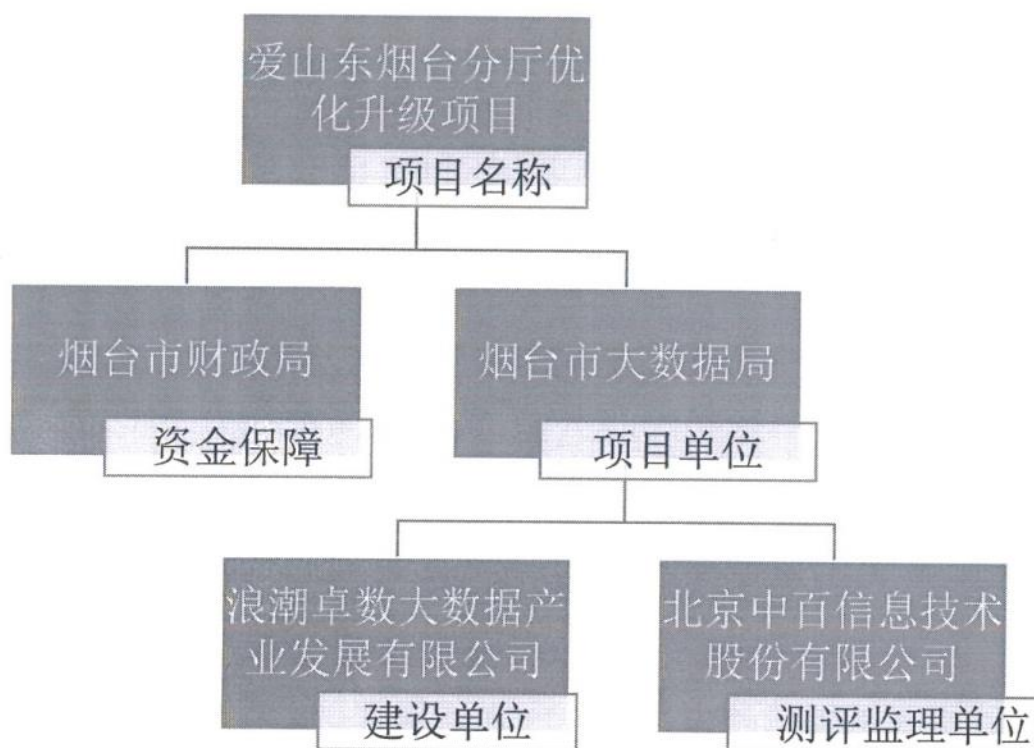 爱山东烟台分厅优
化升级项目
项目名称
烟台市财政局
资金保障
烟台市大数据局
项目单位
浪潮卓数大数据产
业发展有限公司
建设单位
北京中百信息技术
股份有限公司
测评监理单位